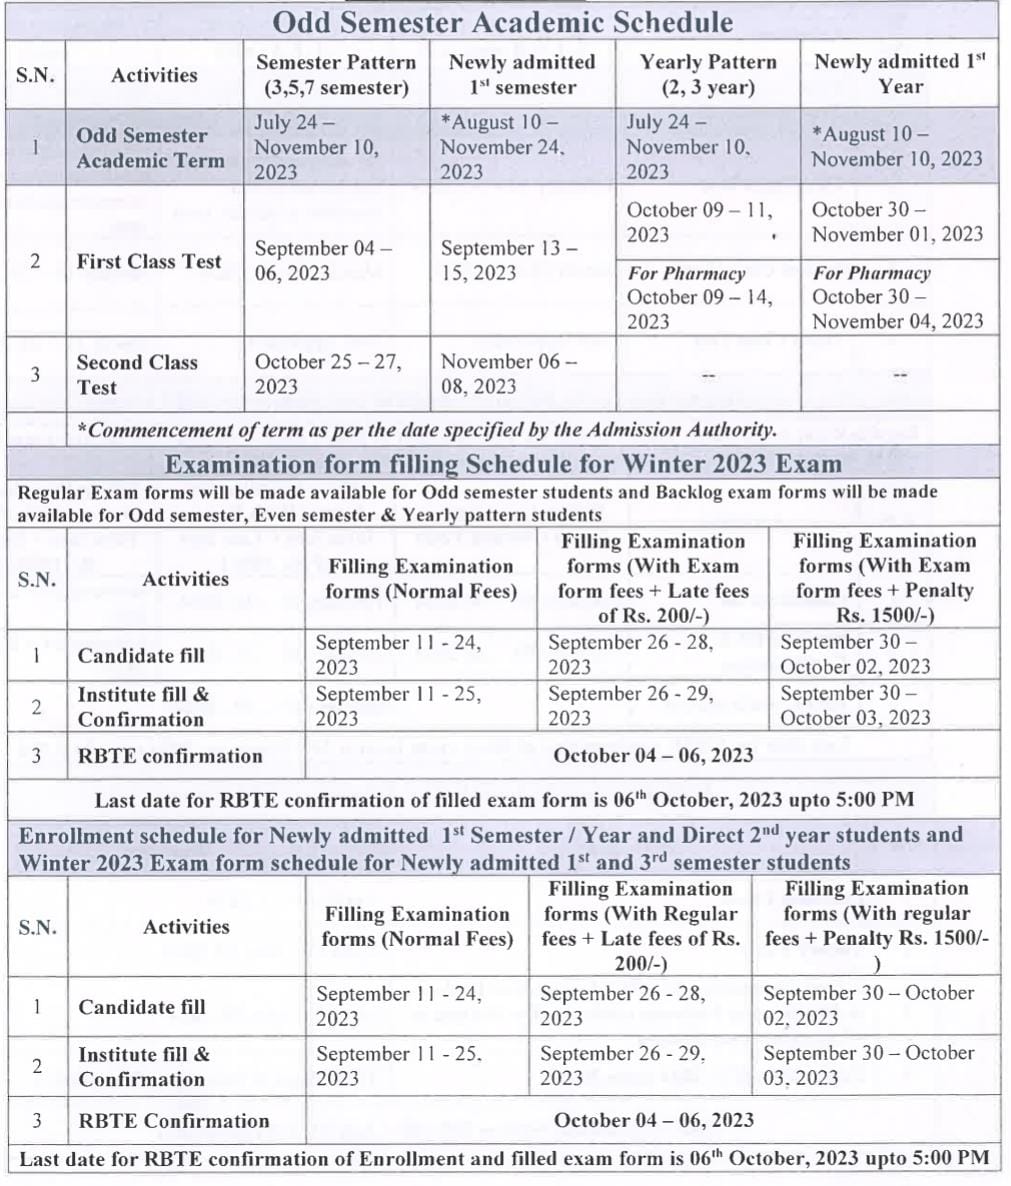 Odd Semester Academic Schedule
S.N.
Activities
Semester Pattern
(3,5,7 semester)
Newly admitted
1st semester
Yearly Pattern
(2, 3 year)
Newly admitted 1st
Year
1
Odd Semester
Academic Term
July 24 –
November 10,
2023
*August 10 –
November 24,
2023
July 24 –
November 10,
2023
*August 10 –
November 10, 2023
2
First Class Test
September 04 –
06, 2023
September 13 –
15, 2023
October 09 – 11,
2023
October 30 –
November 01, 2023
For Pharmacy
October 09 – 14,
2023
For Pharmacy
October 30 –
November 04, 2023
3
Second Class
Test
October 25 – 27,
2023
November 06 –
08, 2023
--
--
*Commencement of term as per the date specified by the Admission Authority.
Examination form filling Schedule for Winter 2023 Exam
Regular Exam forms will be made available for Odd semester students and Backlog exam forms will be made
available for Odd semester, Even semester & Yearly pattern students
S.N.
Activities
Filling Examination
forms (Normal Fees)
Filling Examination
forms (With Exam
form fees + Late fees
of Rs. 200/-)
Filling Examination
forms (With Exam
form fees + Penalty
Rs. 1500/-)
1
Candidate fill
September 11 - 24,
2023
September 26 - 28,
2023
September 30 –
October 02, 2023
2
Institute fill &
Confirmation
September 11 - 25,
2023
September 26 - 29,
2023
September 30 –
October 03, 2023
3
RBTE confirmation
October 04 – 06, 2023
Last date for RBTE confirmation of filled exam form is 06th October, 2023 upto 5:00 PM
Enrollment schedule for Newly admitted 1st Semester / Year and Direct 2nd year students and
Winter 2023 Exam form schedule for Newly admitted 1st and 3rd semester students
S.N.
Activities
Filling Examination
forms (Normal Fees)
Filling Examination
forms (With Regular
fees + Late fees of Rs.
200/-)
Filling Examination
forms (With regular
fees + Penalty Rs. 1500/-
)
1
Candidate fill
September 11 - 24,
2023
September 26 - 28,
2023
September 30 – October
02, 2023
2
Institute fill &
Confirmation
September 11 - 25,
2023
September 26 - 29,
2023
September 30 – October
03, 2023
3
RBTE Confirmation
October 04 – 06, 2023
Last date for RBTE confirmation of Enrollment and filled exam form is 06th October, 2023 upto 5:00 PM